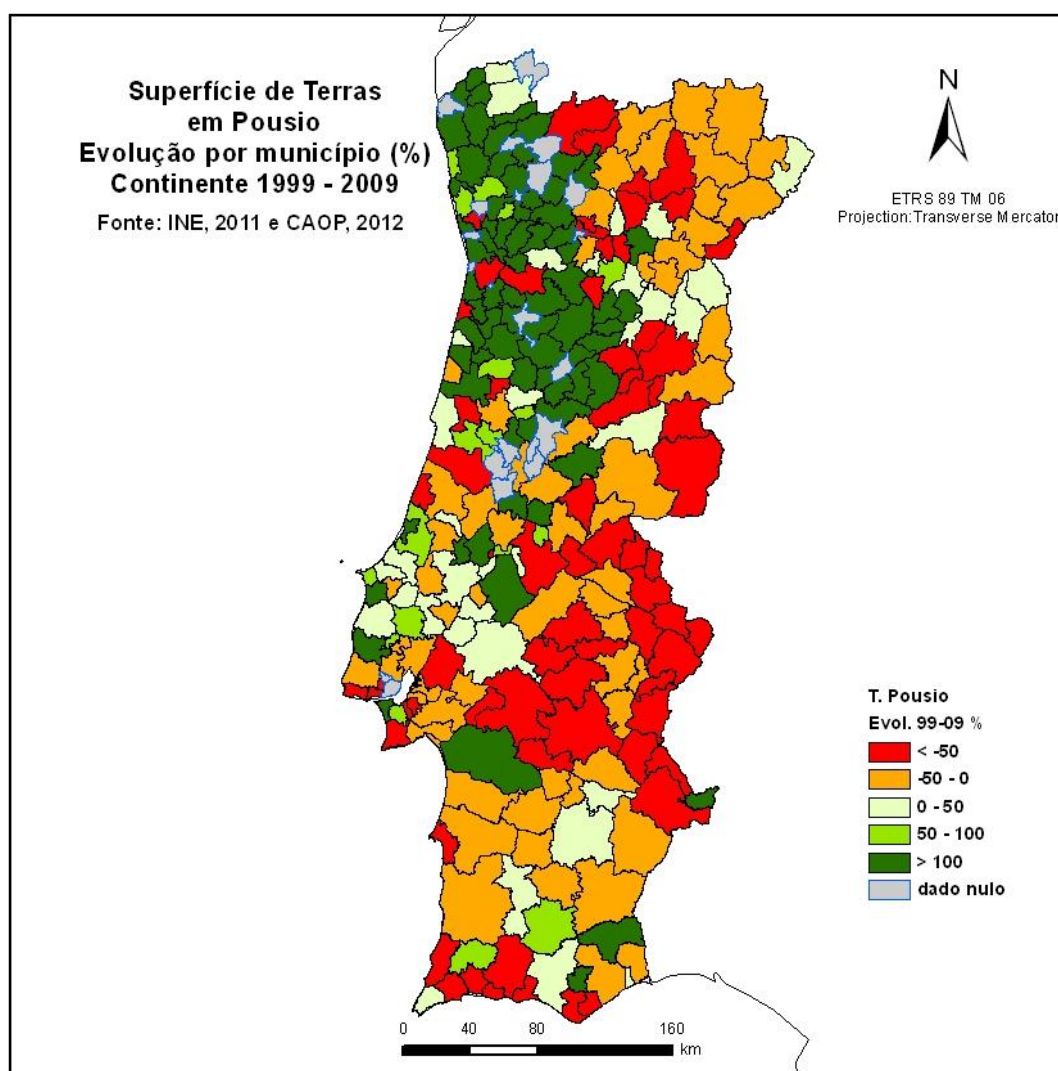 Superfície de Terras
em Pousio
Evolução por município (%)
Continente 1999 - 2009
Fonte: INE, 2011 e CAOP, 2012
N
ETRS 89 TM 06
Projection:Transverse Mercator
T. Pousio
Evol. 99-09 %
< -50
-50 - 0
0 - 50
50 - 100
> 100
dado nulo
0 40 80 160
km